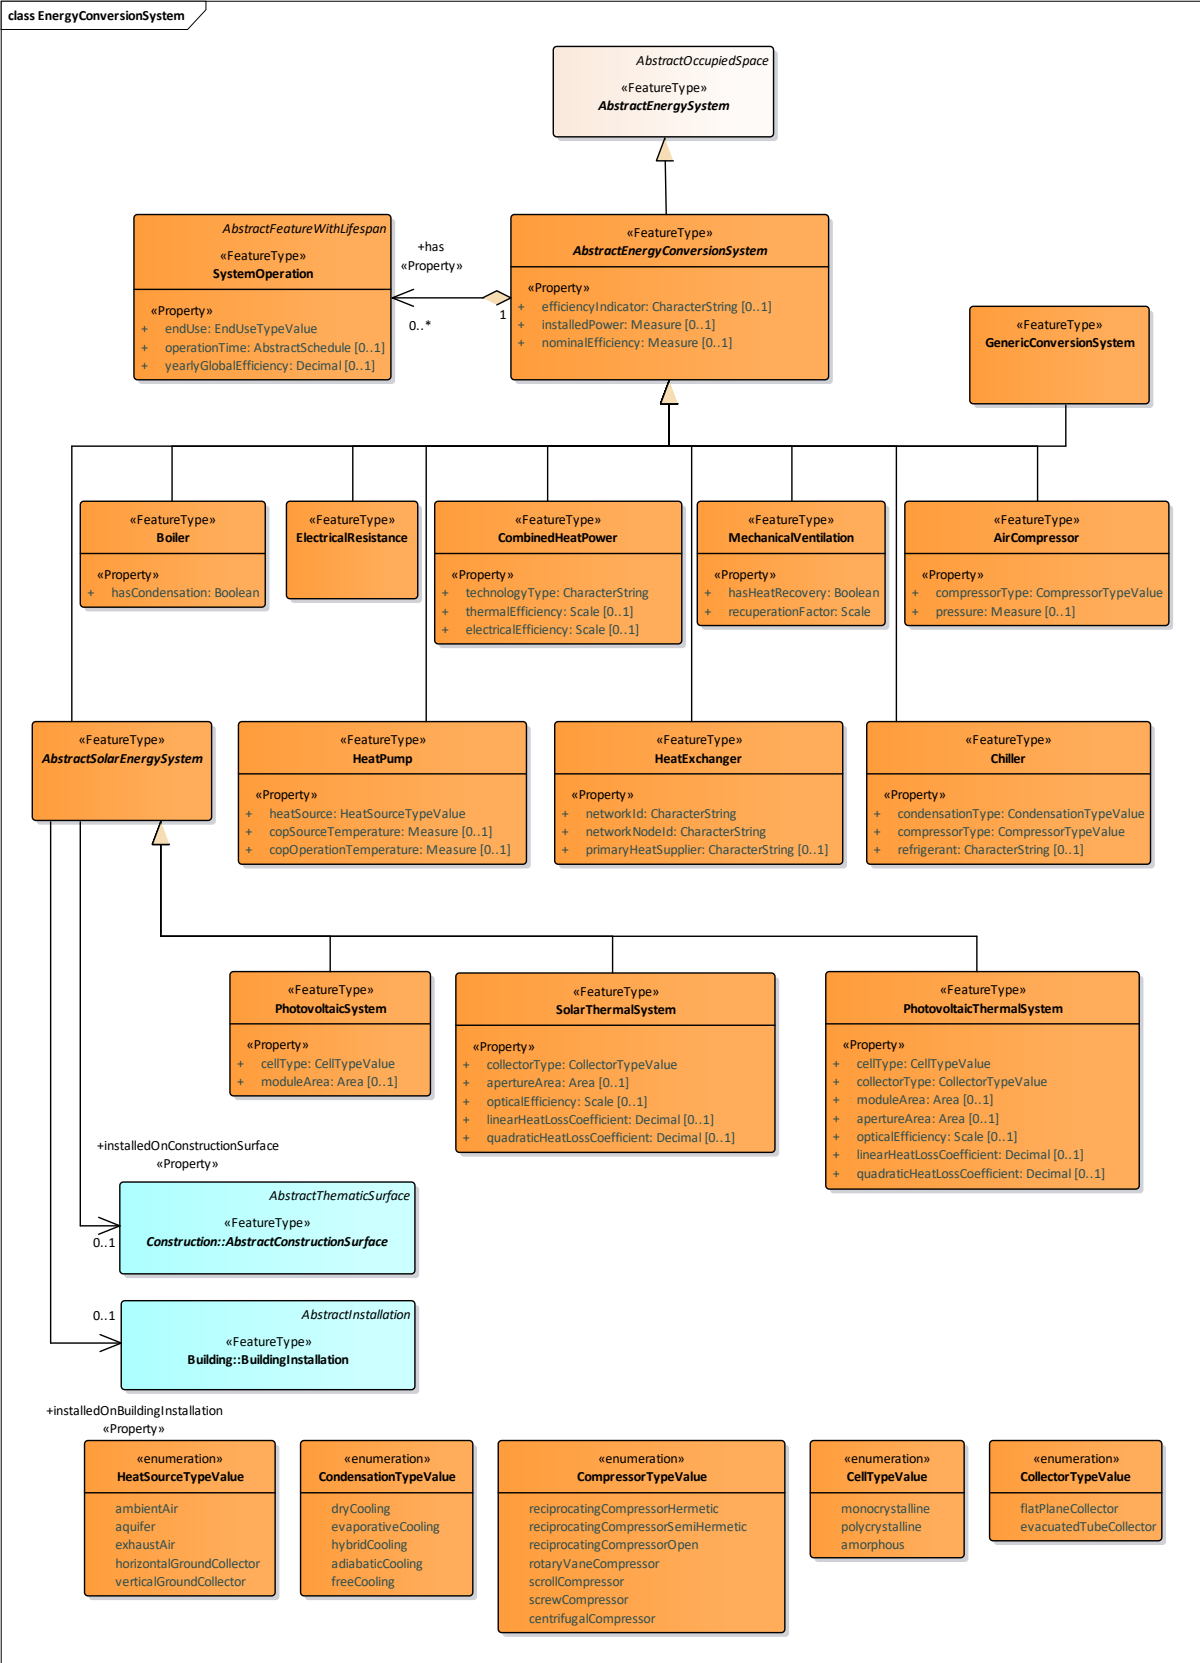 class EnergyConversionSystem
AbstractOccupiedSpace
«FeatureType»
AbstractEnergySystem
AbstractFeatureWithLifespan
«FeatureType»
SystemOperation
«Property»
+ endUse: EndUseTypeValue
+ operationTime: AbstractSchedule [0..1]
+ yearlyGlobalEfficiency: Decimal [0..1]
+has
«Property»
0..*
1
«FeatureType»
AbstractEnergyConversionSystem
«Property»
+ efficiencyIndicator: CharacterString [0..1]
+ installedPower: Measure [0..1]
+ nominalEfficiency: Measure [0..1]
«FeatureType»
GenericConversionSystem
«FeatureType»
Boiler
«Property»
+ hasCondensation: Boolean
«FeatureType»
ElectricalResistance
«FeatureType»
CombinedHeatPower
«Property»
+ technologyType: CharacterString
+ thermalEfficiency: Scale [0..1]
+ electricalEfficiency: Scale [0..1]
«FeatureType»
MechanicalVentilation
«Property»
+ hasHeatRecovery: Boolean
+ recuperationFactor: Scale
«FeatureType»
AirCompressor
«Property»
+ compressorType: CompressorTypeValue
+ pressure: Measure [0..1]
«FeatureType»
AbstractSolarEnergySystem
«FeatureType»
HeatPump
«Property»
+ heatSource: HeatSourceTypeValue
+ copSourceTemperature: Measure [0..1]
+ copOperationTemperature: Measure [0..1]
«FeatureType»
HeatExchanger
«Property»
+ networkId: CharacterString
+ networkNodeId: CharacterString
+ primaryHeatSupplier: CharacterString [0..1]
«FeatureType»
Chiller
«Property»
+ condensationType: CondensationTypeValue
+ compressorType: CompressorTypeValue
+ refrigerant: CharacterString [0..1]
«FeatureType»
PhotovoltaicSystem
«Property»
+ cellType: CellTypeValue
+ moduleArea: Area [0..1]
«FeatureType»
SolarThermalSystem
«Property»
+ collectorType: CollectorTypeValue
+ apertureArea: Area [0..1]
+ opticalEfficiency: Scale [0..1]
+ linearHeatLossCoefficient: Decimal [0..1]
+ quadraticHeatLossCoefficient: Decimal [0..1]
«FeatureType»
PhotovoltaicThermalSystem
«Property»
+ cellType: CellTypeValue
+ collectorType: CollectorTypeValue
+ moduleArea: Area [0..1]
+ apertureArea: Area [0..1]
+ opticalEfficiency: Scale [0..1]
+ linearHeatLossCoefficient: Decimal [0..1]
+ quadraticHeatLossCoefficient: Decimal [0..1]
+installedOnConstructionSurface
«Property»
0..1
AbstractThematicSurface
«FeatureType»
Construction::AbstractConstructionSurface
0..1
AbstractInstallation
«FeatureType»
Building::BuildingInstallation
+installedOnBuildingInstallation
«Property»
«enumeration»
HeatSourceTypeValue
ambientAir
aquifer
exhaustAir
horizontalGroundCollector
verticalGroundCollector
«enumeration»
CondensationTypeValue
dryCooling
evaporativeCooling
hybridCooling
adiabaticCooling
freeCooling
«enumeration»
CompressorTypeValue
reciprocatingCompressorHermetic
reciprocatingCompressorSemiHermetic
reciprocatingCompressorOpen
rotaryVaneCompressor
scrollCompressor
screwCompressor
centrifugalCompressor
«enumeration»
CellTypeValue
monocrystalline
polycrystalline
amorphous
«enumeration»
CollectorTypeValue
flatPlaneCollector
evacuatedTubeCollector